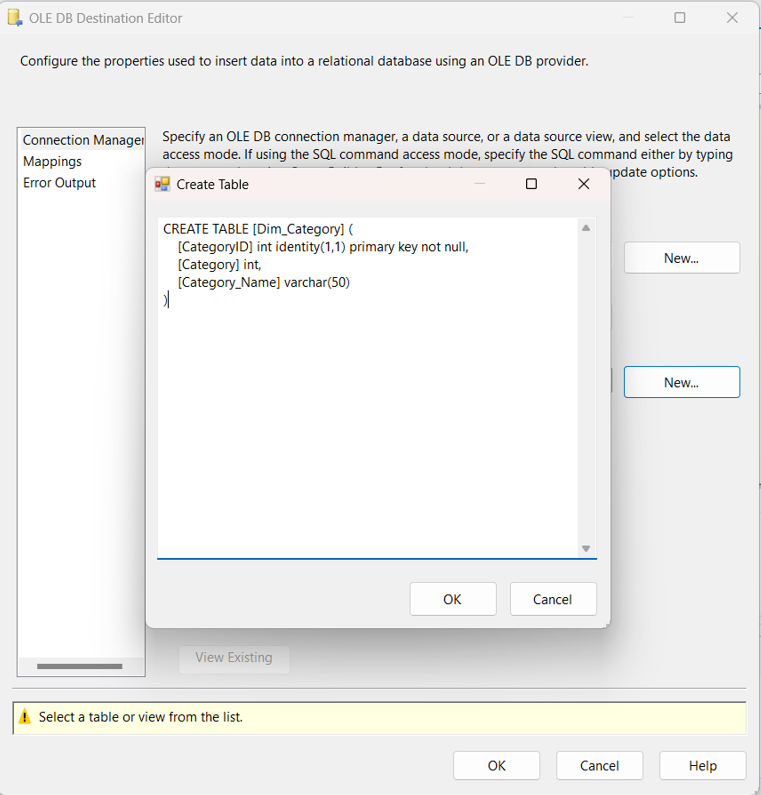 OLE DB Destination Editor
Configure the properties used to insert data into a relational database using an OLE DB provider.
Connection Manager
Mappings
Error Output
Specify an OLE DB connection manager, a data source, or a data source view, and select the data
access mode. If using the SQL command access mode, specify the SQL command either by typing
update options.
Create Table
CREATE TABLE [Dim_Category] (
[CategoryID] int identity(1,1) primary key not null,
[Category] int,
[Category_Name] varchar(50)
)
New...
New...
OK
Cancel
View Existing
Select a table or view from the list.
OK
Cancel
Help